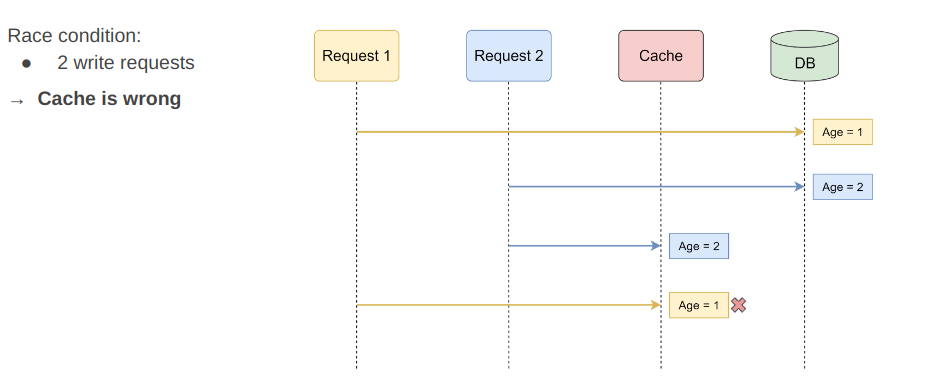 Race condition:
● 2 write requests
→ Cache is wrong
Request 1
Request 2
Cache
DB
Age = 1
Age = 2
Age = 2
Age = 1